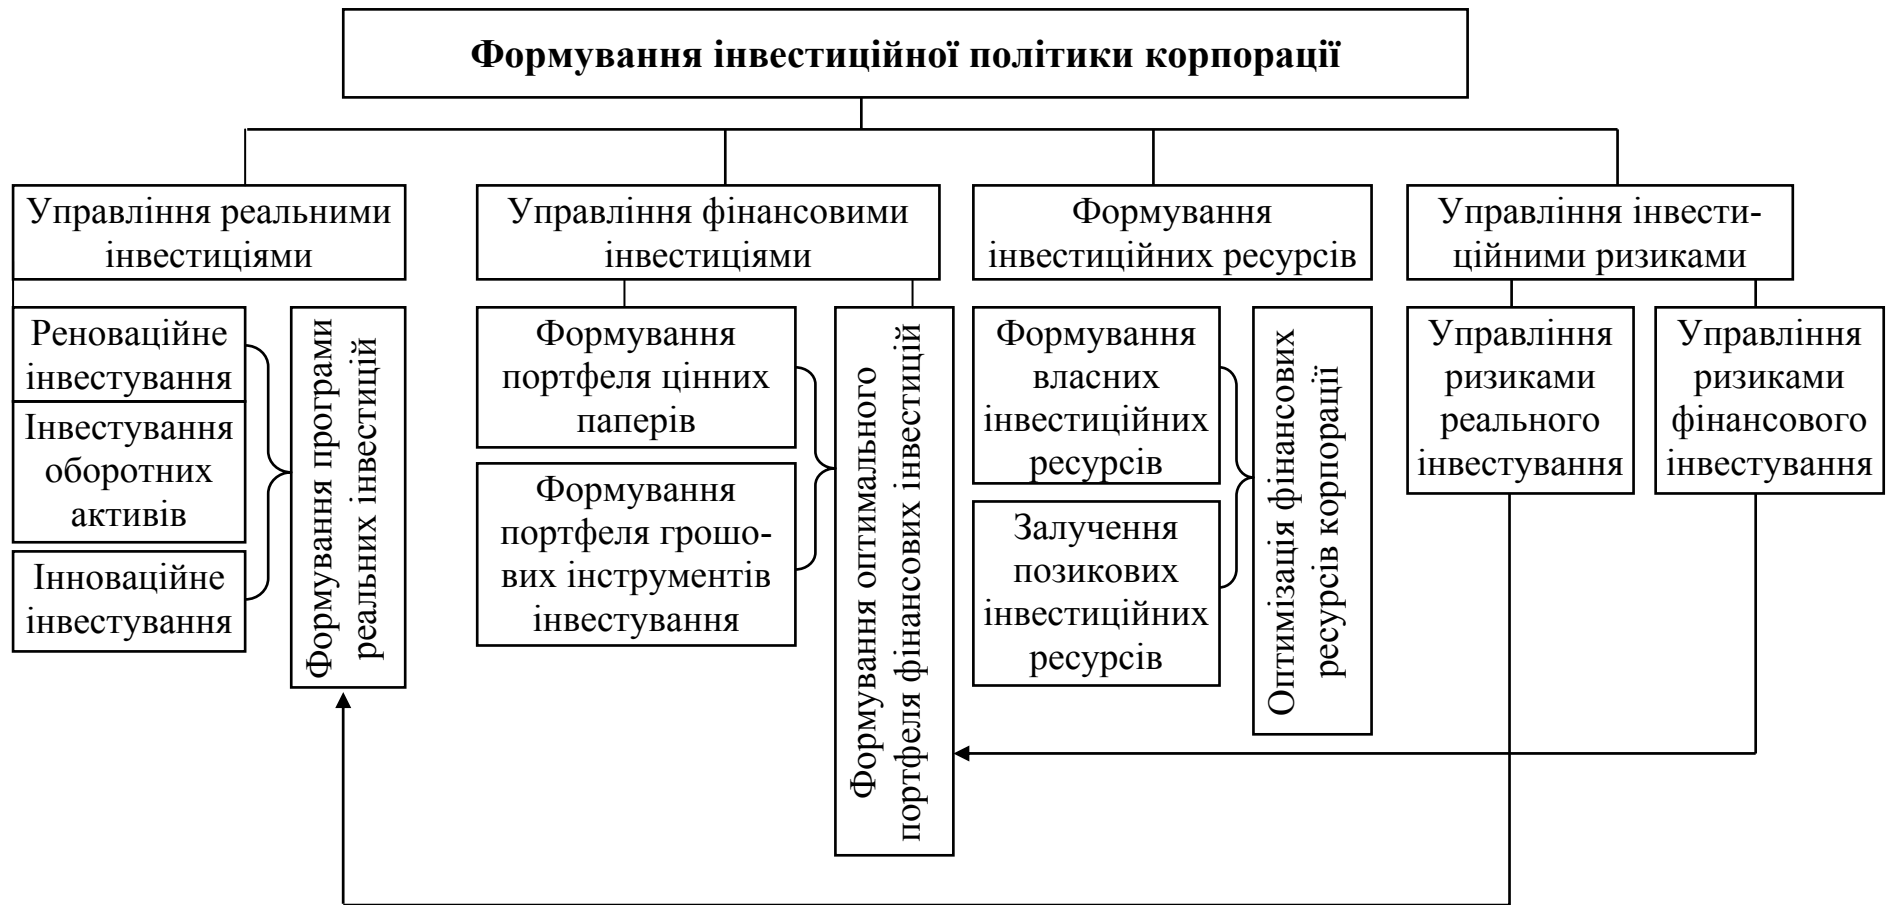 Формування інвестиційної політики корпорації
Управління реальними
інвестиціями
Управління фінансовими
інвестиціями
Формування
інвестиційних ресурсів
Управління інвести-
ційними ризиками
Реноваційне
інвестування
Інвестування
оборотних
активів
Інноваційне
інвестування
Формування програми
реальних інвестицій
Формування
портфеля цінних
паперів
Формування
портфеля грошо-
вих інструментів
інвестування
Формування оптимального
портфеля фінансових інвестицій
Формування
власних
інвестиційних
ресурсів
Залучення
позикових
інвестиційних
ресурсів
Оптимізація фінансових
ресурсів корпорації
Управління
ризиками
реального
інвестування
Управління
ризиками
фінансового
інвестування